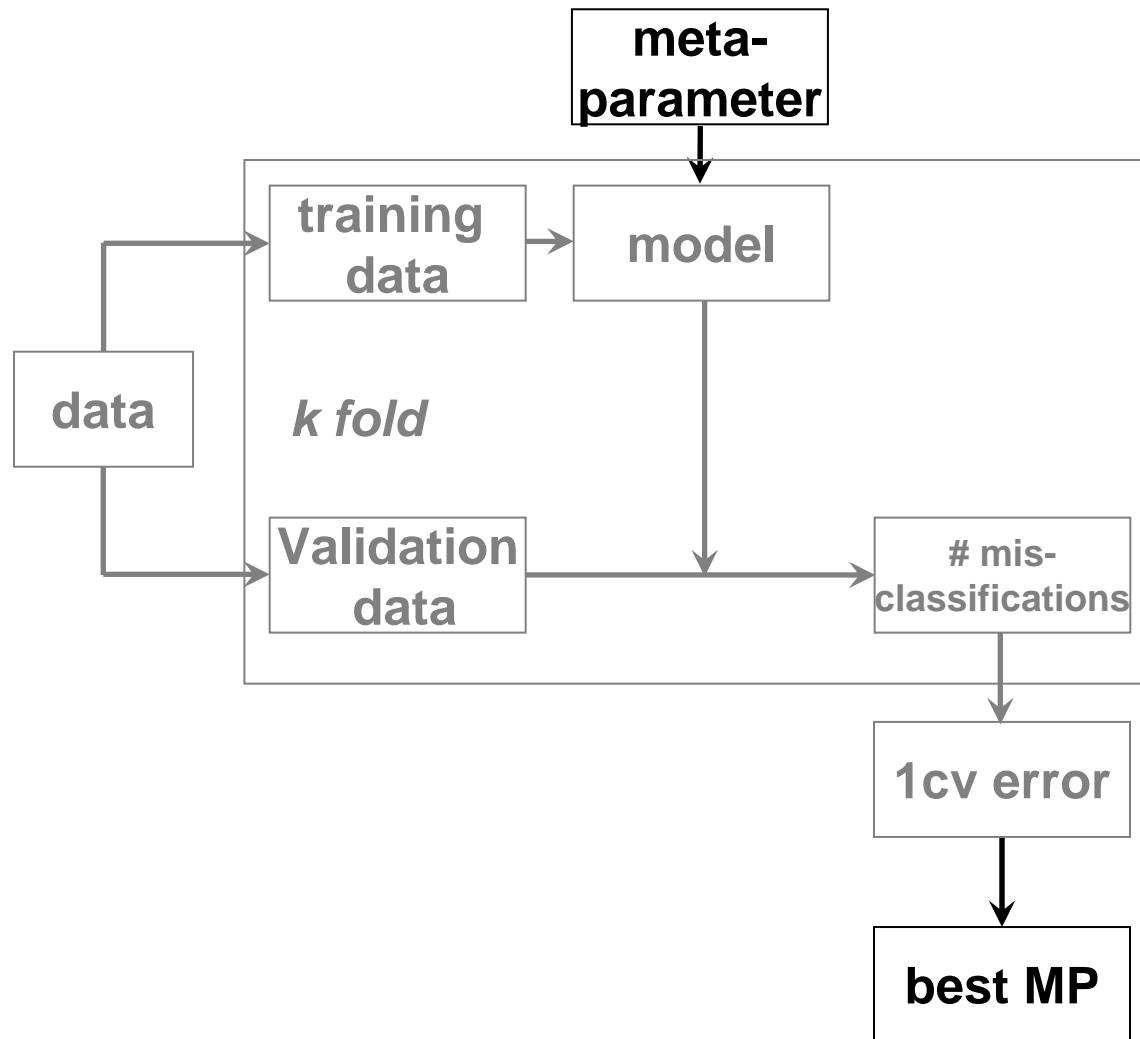 meta-
parameter
training
data
model
data
k fold
Validation
data
# mis-
classifications
1cv error
best MP